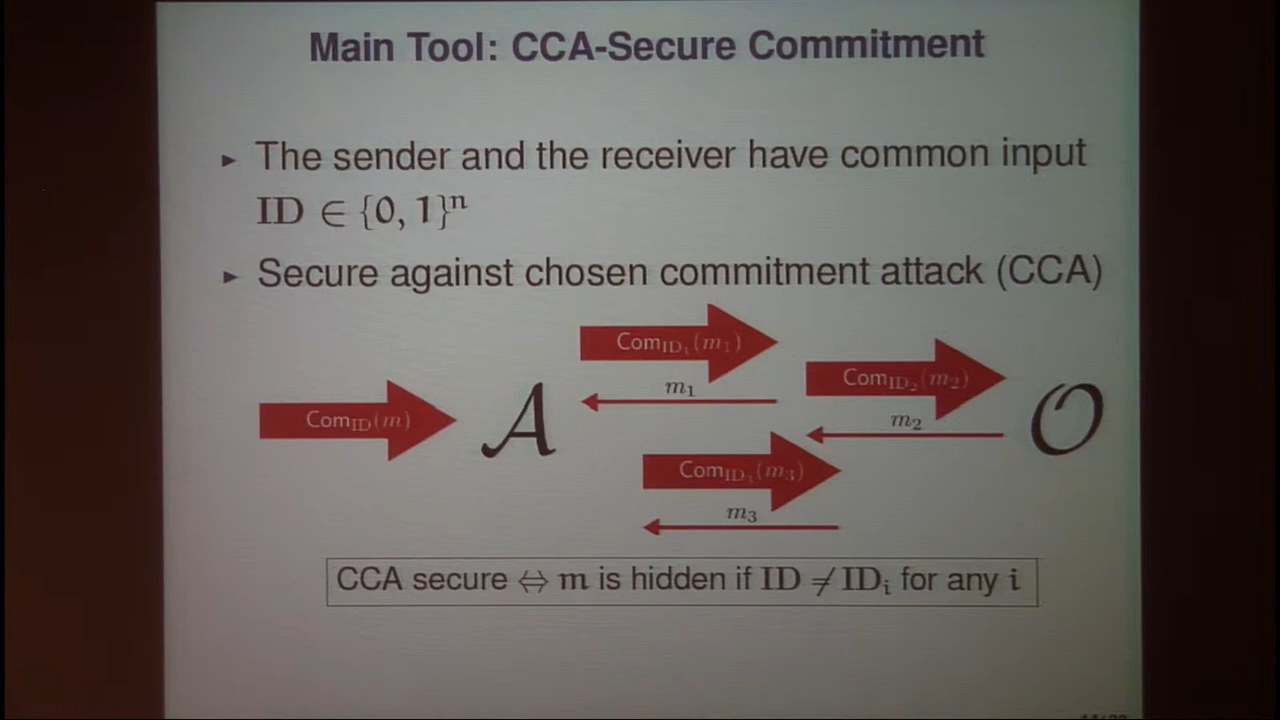 Main Tool: CCA-Secure Commitment
▸ The sender and the receiver have common input
ID ∈ {0, 1}ⁿ
▸ Secure against chosen commitment attack (CCA)
Com_ID₁(m₁)
m₁
Com_ID₂(m₂)
m₂
Com_ID(m)
A
O
Com_ID₃(m₃)
m₃
CCA secure ⇔ m is hidden if ID ≠ IDᵢ for any i